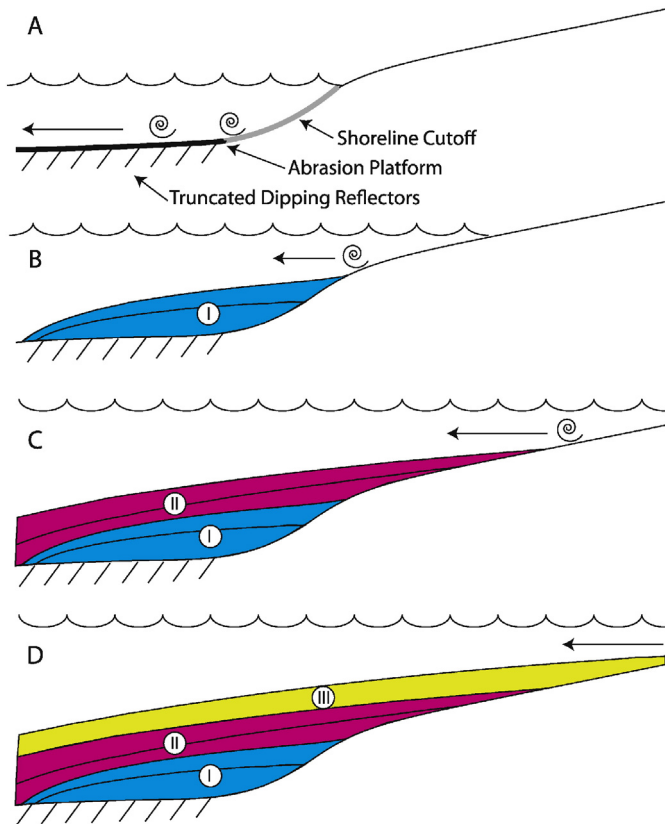 A
Shoreline Cutoff
Abrasion Platform
Truncated Dipping Reflectors
B
I
C
II
I
D
III
II
I